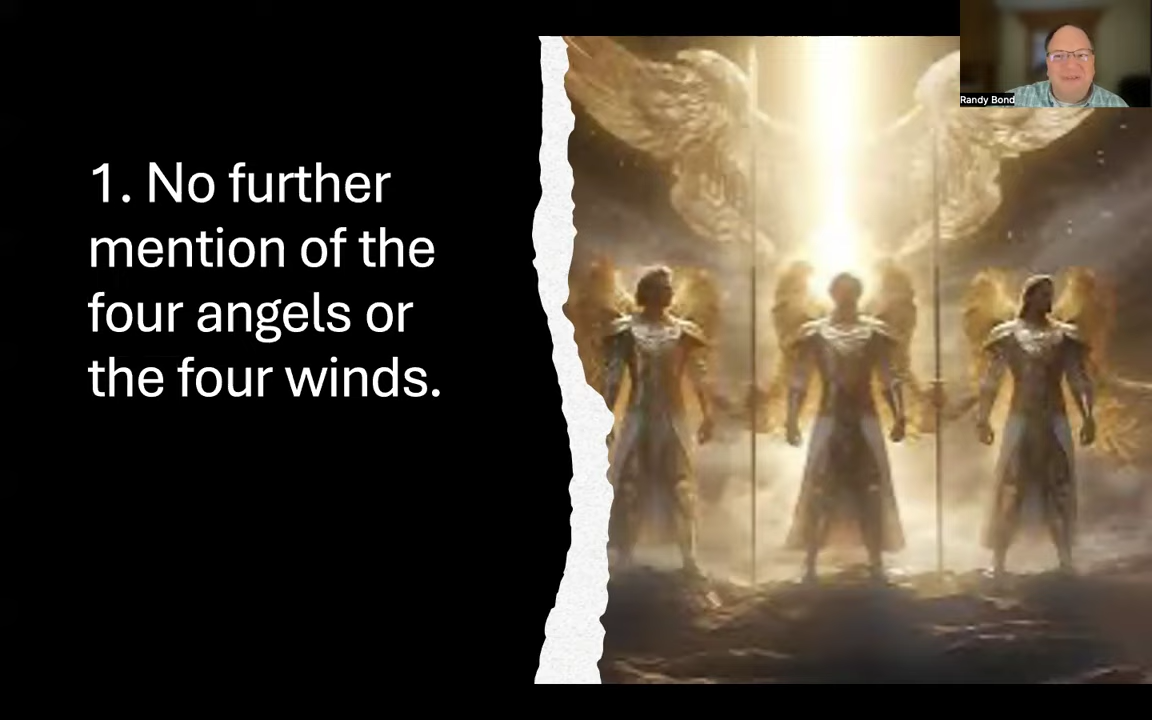 1. No further
mention of the
four angels or
the four winds.
Randy Bond